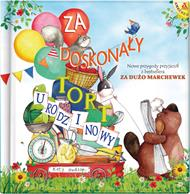 ZA
DOSKONAŁY
TORT
URODZINOWY
Nowe przygody przyjaciół
z bestsellera
ZA DUŻO MARCHEWEK